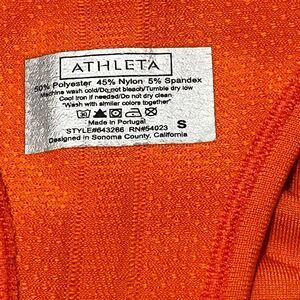 ATHLETA
50% Polyester 45% Nylon 5% Spandex
Machine wash cold/Do not bleach/Tumble dry low
Cool iron if needed/Do not dry clean
"Wash with similar colors together"
Made in Portugal
STYLE#643266 RN#54023 S
Designed in Sonoma County, California